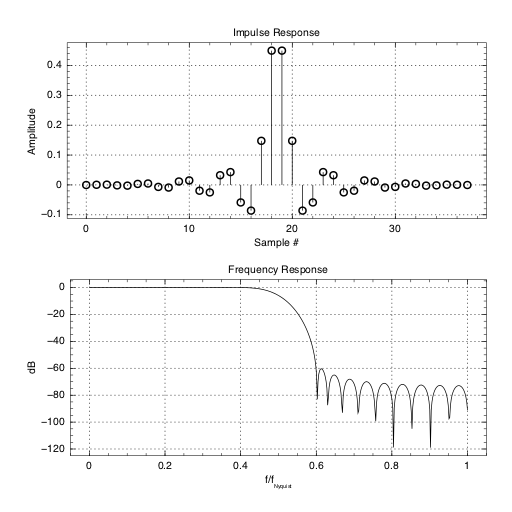 Impulse Response
0.4
0.3
0.2
0.1
0
−0.1
Amplitude
0 10 20 30
Sample #
Frequency Response
0
−20
−40
−60
−80
−100
−120
dB
0 0.2 0.4 0.6 0.8 1
f/fNyquist